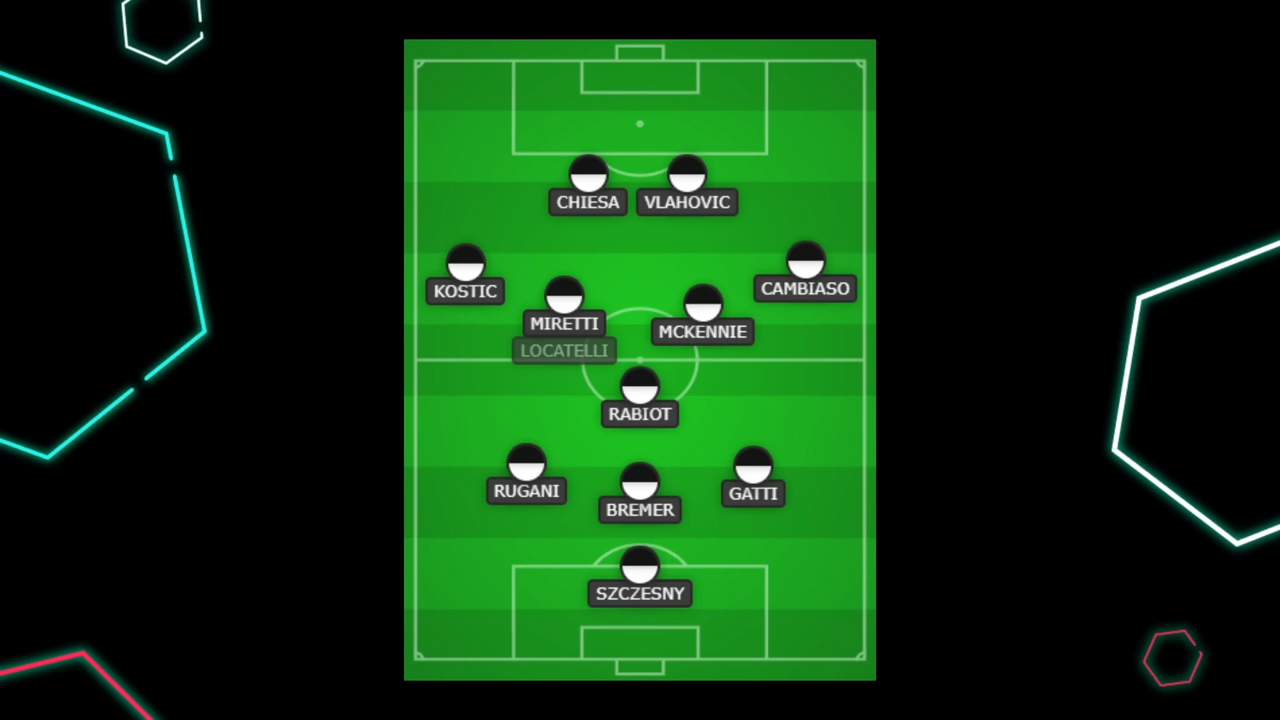 CHIESA
VLAHOVIC
KOSTIC
CAMBIASO
MIRETTI
MCKENNIE
LOCATELLI
RABIOT
RUGANI
GATTI
BREMER
SZCZESNY